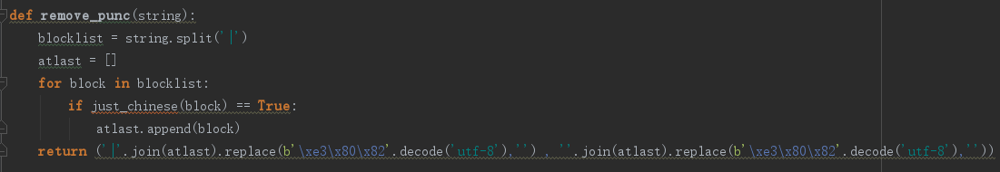 def remove_punc(string):
    blocklist = string.split('|')
    atlast = []
    for block in blocklist:
        if just_chinese(block) == True:
            atlast.append(block)
    return ('|'.join(atlast).replace(b'\xe3\x80\x82'.decode('utf-8'),'') , ''.join(atlast).replace(b'\xe3\x80\x82'.decode('utf-8'),''))